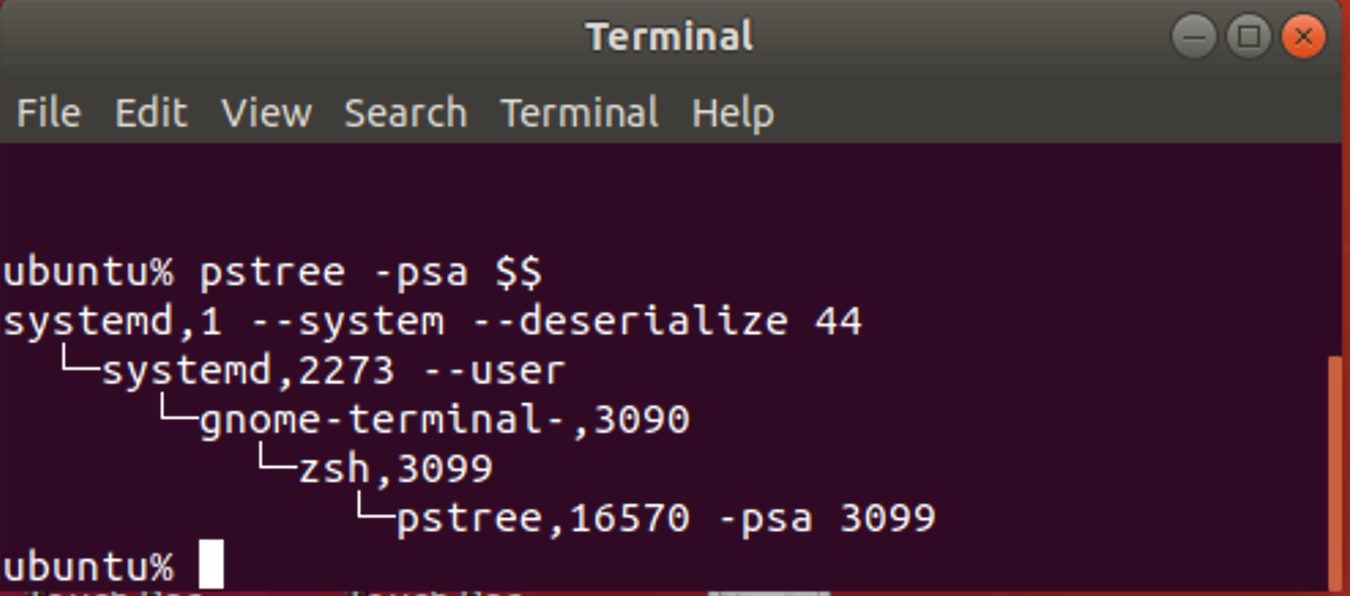 Terminal
File Edit View Search Terminal Help
ubuntu% pstree -psa $$
systemd,1 --system --deserialize 44
└─systemd,2273 --user
└─gnome-terminal-,3090
└─zsh,3099
└─pstree,16570 -psa 3099
ubuntu%